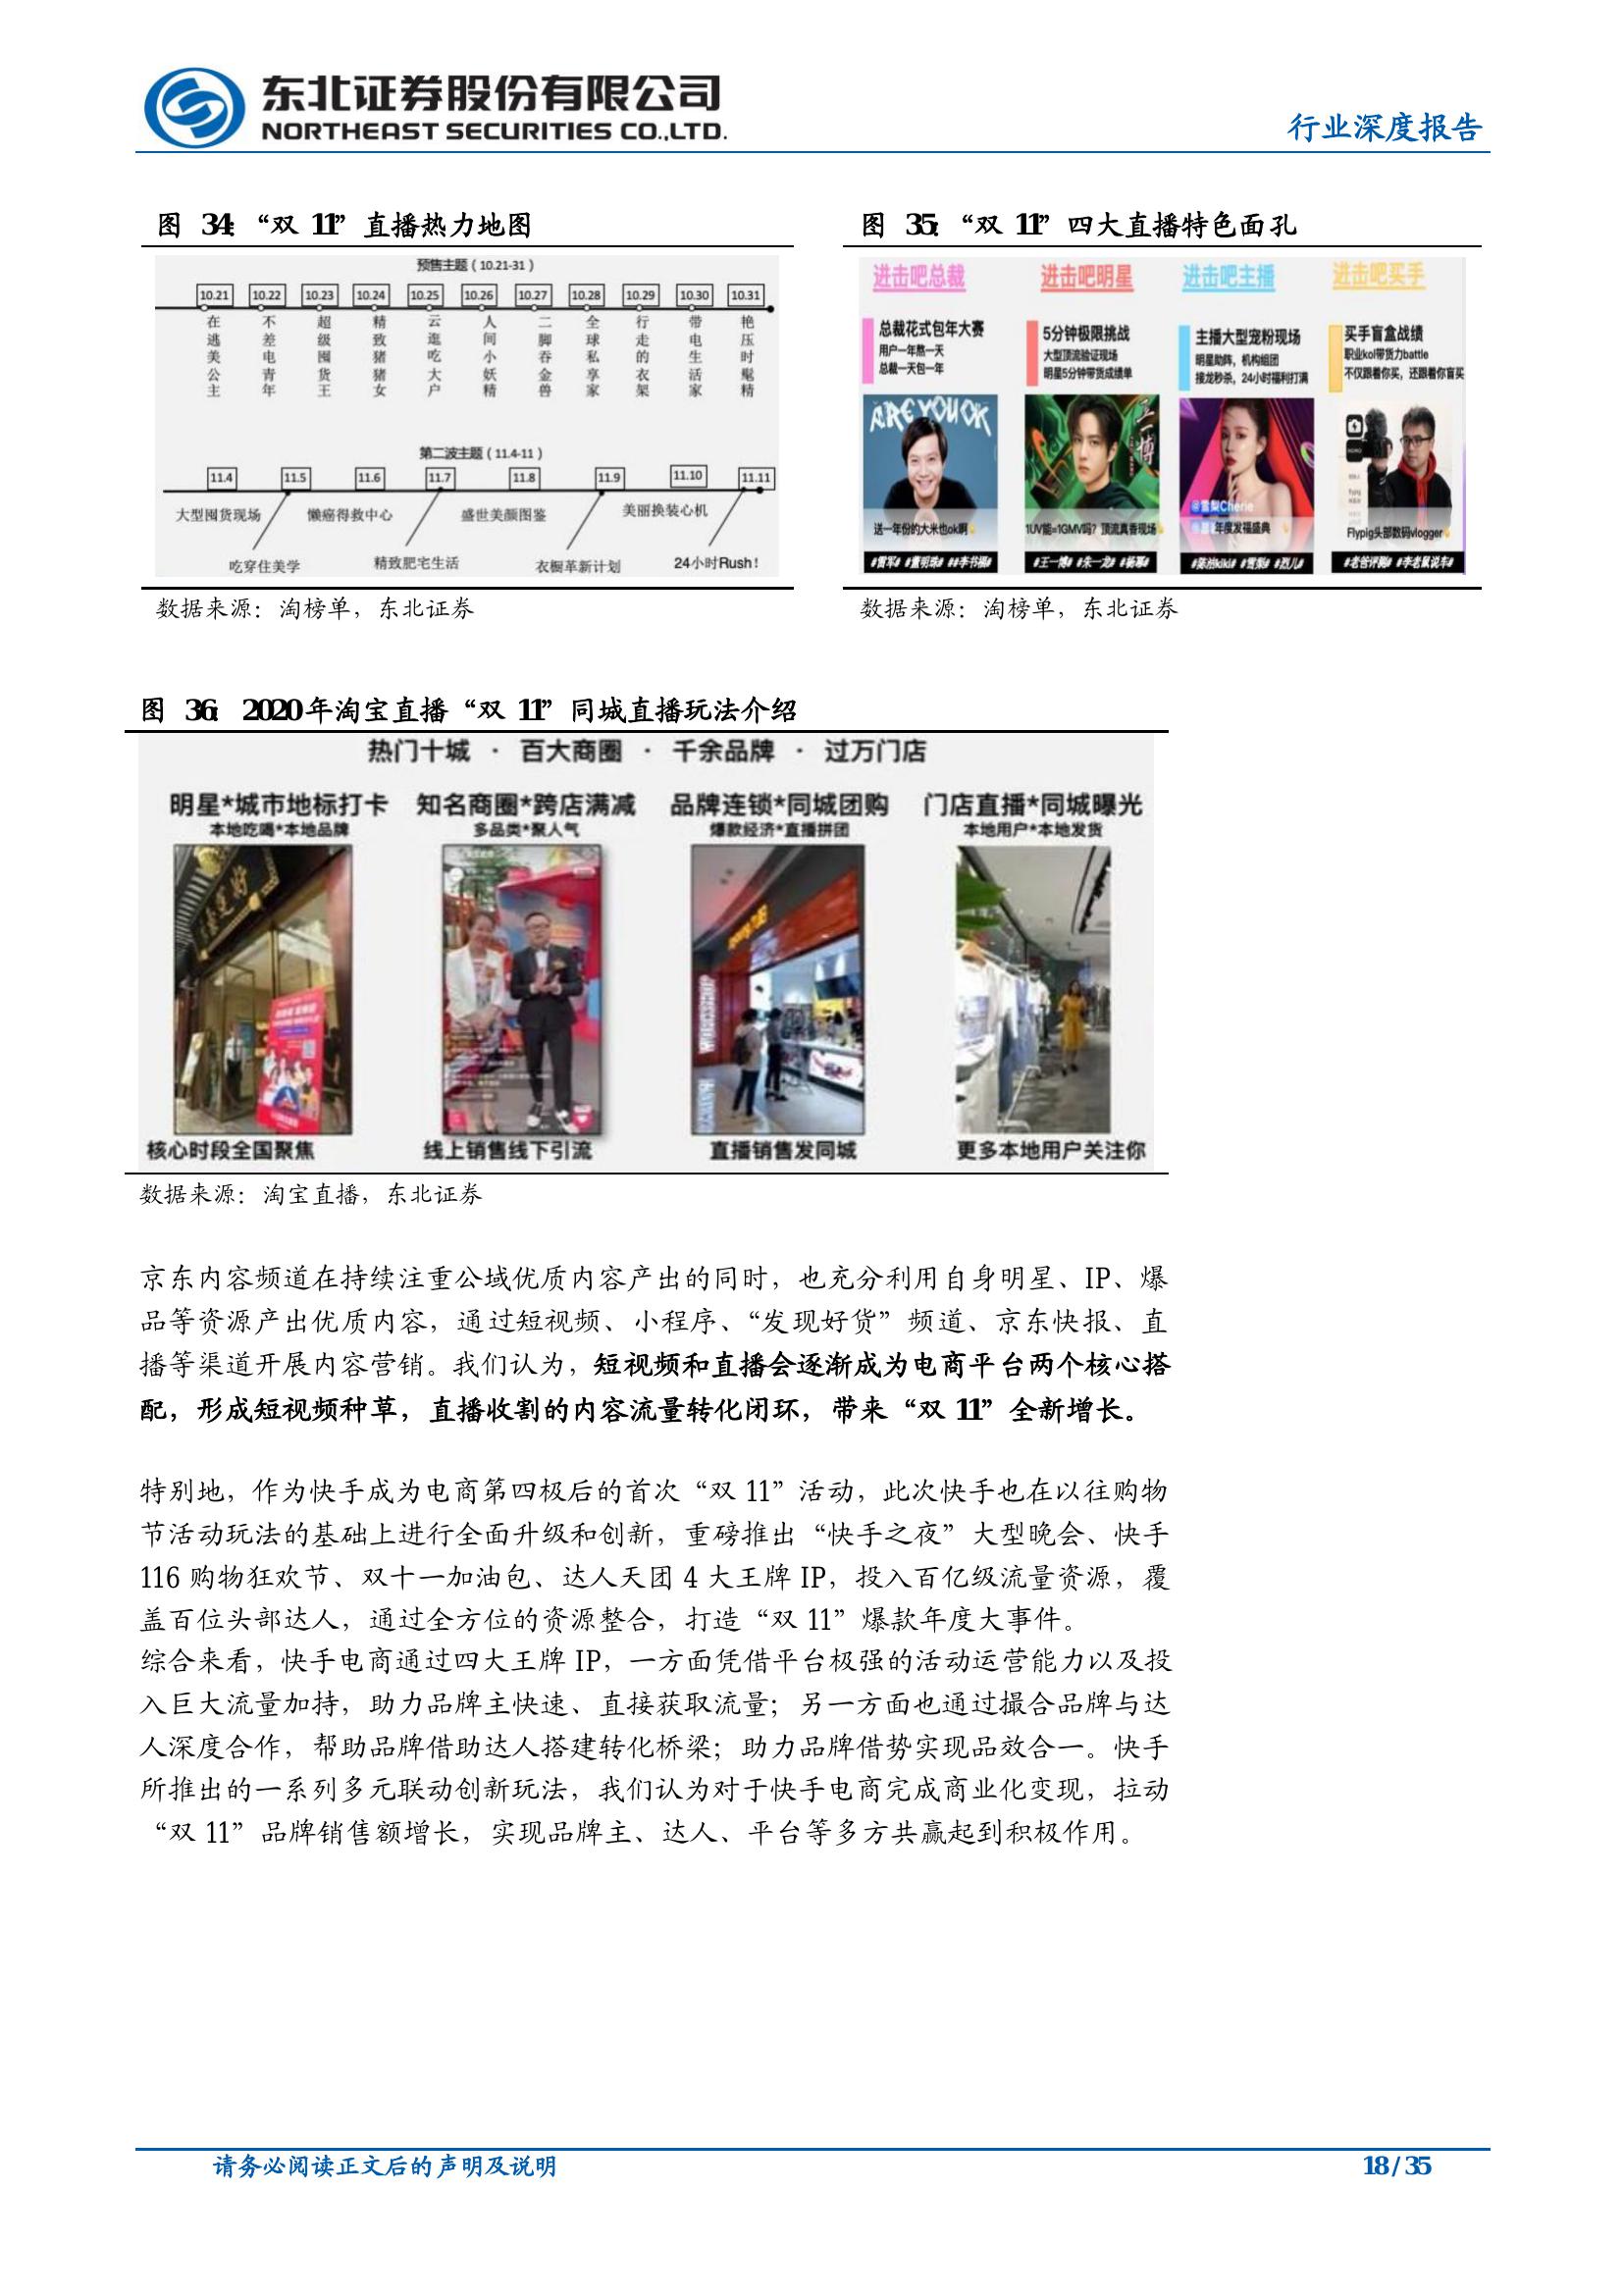 东北证券股份有限公司
NORTHEAST SECURITIES CO.,LTD.
行业深度报告
图 34：“双 11”直播热力地图
预售主题（10.21-31）
10.21 10.22 10.23 10.24 10.25 10.26 10.27 10.28 10.29 10.30 10.31
在逃美公主
不差电青年
超级囤货王
精致猪猪女
云逛吃大户
人间小妖精
二脚吞金兽
全球私享家
行走的衣架
带电生活家
艳压时髦精
第二波主题（11.4-11）
11.4 11.5 11.6 11.7 11.8 11.9 11.10 11.11
大型囤货现场 懒癌得救中心 盛世美颜图鉴 美丽换装心机
吃穿住美学 精致肥宅生活 衣橱革新计划 24小时Rush！
数据来源：淘榜单，东北证券
图 35：“双 11”四大直播特色面孔
进击吧总裁
总裁花式包年大赛
用户一年熬一天
总裁一天包一年
ARE YOU OK
送一年份的大米也ok啊
#雷军# #董明珠# ##李书福#
进击吧明星
5分钟极限挑战
大型顶流验证现场
明星5分钟带货成绩单
王一博
1UV能=1GMV吗？顶流真香现场
#王一博# #朱一龙# #杨幂#
进击吧主播
主播大型宠粉现场
明星助阵，机构组团
接龙秒杀，24小时福利打满
@雪梨Cherie
年度发福盛典
#陈洁kiki# #雪梨# #烈儿#
进击吧买手
买手盲盒战绩
职业kol带货力battle
不仅跟着你买，还跟着你盲买
Flypig头部数码vlogger
#老爸评测# #李老鼠说车#
数据来源：淘榜单，东北证券
图 36： 2020年淘宝直播“双 11”同城直播玩法介绍
热门十城 · 百大商圈 · 千余品牌 · 过万门店
明星*城市地标打卡 知名商圈*跨店满减 品牌连锁*同城团购 门店直播*同城曝光
本地吃喝*本地品牌 多品类*聚人气 爆款经济*直播拼团 本地用户*本地发货
核心时段全国聚焦 线上销售线下引流 直播销售发同城 更多本地用户关注你
数据来源：淘宝直播，东北证券
京东内容频道在持续注重公域优质内容产出的同时，也充分利用自身明星、IP、爆
品等资源产出优质内容，通过短视频、小程序、“发现好货”频道、京东快报、直
播等渠道开展内容营销。我们认为，短视频和直播会逐渐成为电商平台两个核心搭
配，形成短视频种草，直播收割的内容流量转化闭环，带来“双 11”全新增长。
特别地，作为快手成为电商第四极后的首次“双 11”活动，此次快手也在以往购物
节活动玩法的基础上进行全面升级和创新，重磅推出“快手之夜”大型晚会、快手
116 购物狂欢节、双十一加油包、达人天团 4 大王牌 IP，投入百亿级流量资源，覆
盖百位头部达人，通过全方位的资源整合，打造“双 11”爆款年度大事件。
综合来看，快手电商通过四大王牌 IP，一方面凭借平台极强的活动运营能力以及投
入巨大流量加持，助力品牌主快速、直接获取流量；另一方面也通过撮合品牌与达
人深度合作，帮助品牌借助达人搭建转化桥梁；助力品牌借势实现品效合一。快手
所推出的一系列多元联动创新玩法，我们认为对于快手电商完成商业化变现，拉动
“双 11”品牌销售额增长，实现品牌主、达人、平台等多方共赢起到积极作用。
请务必阅读正文后的声明及说明
18 / 35